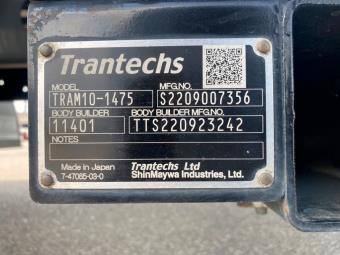 Trantechs
MODEL MFG.NO.
TRAM10-1475 S2209007356
BODY BUILDER BODY BUILDER MFG.NO.
11401 TTS220923242
NOTES
Made in Japan Trantechs Ltd
7-47065-03-0 ShinMaywa Industries, Ltd.